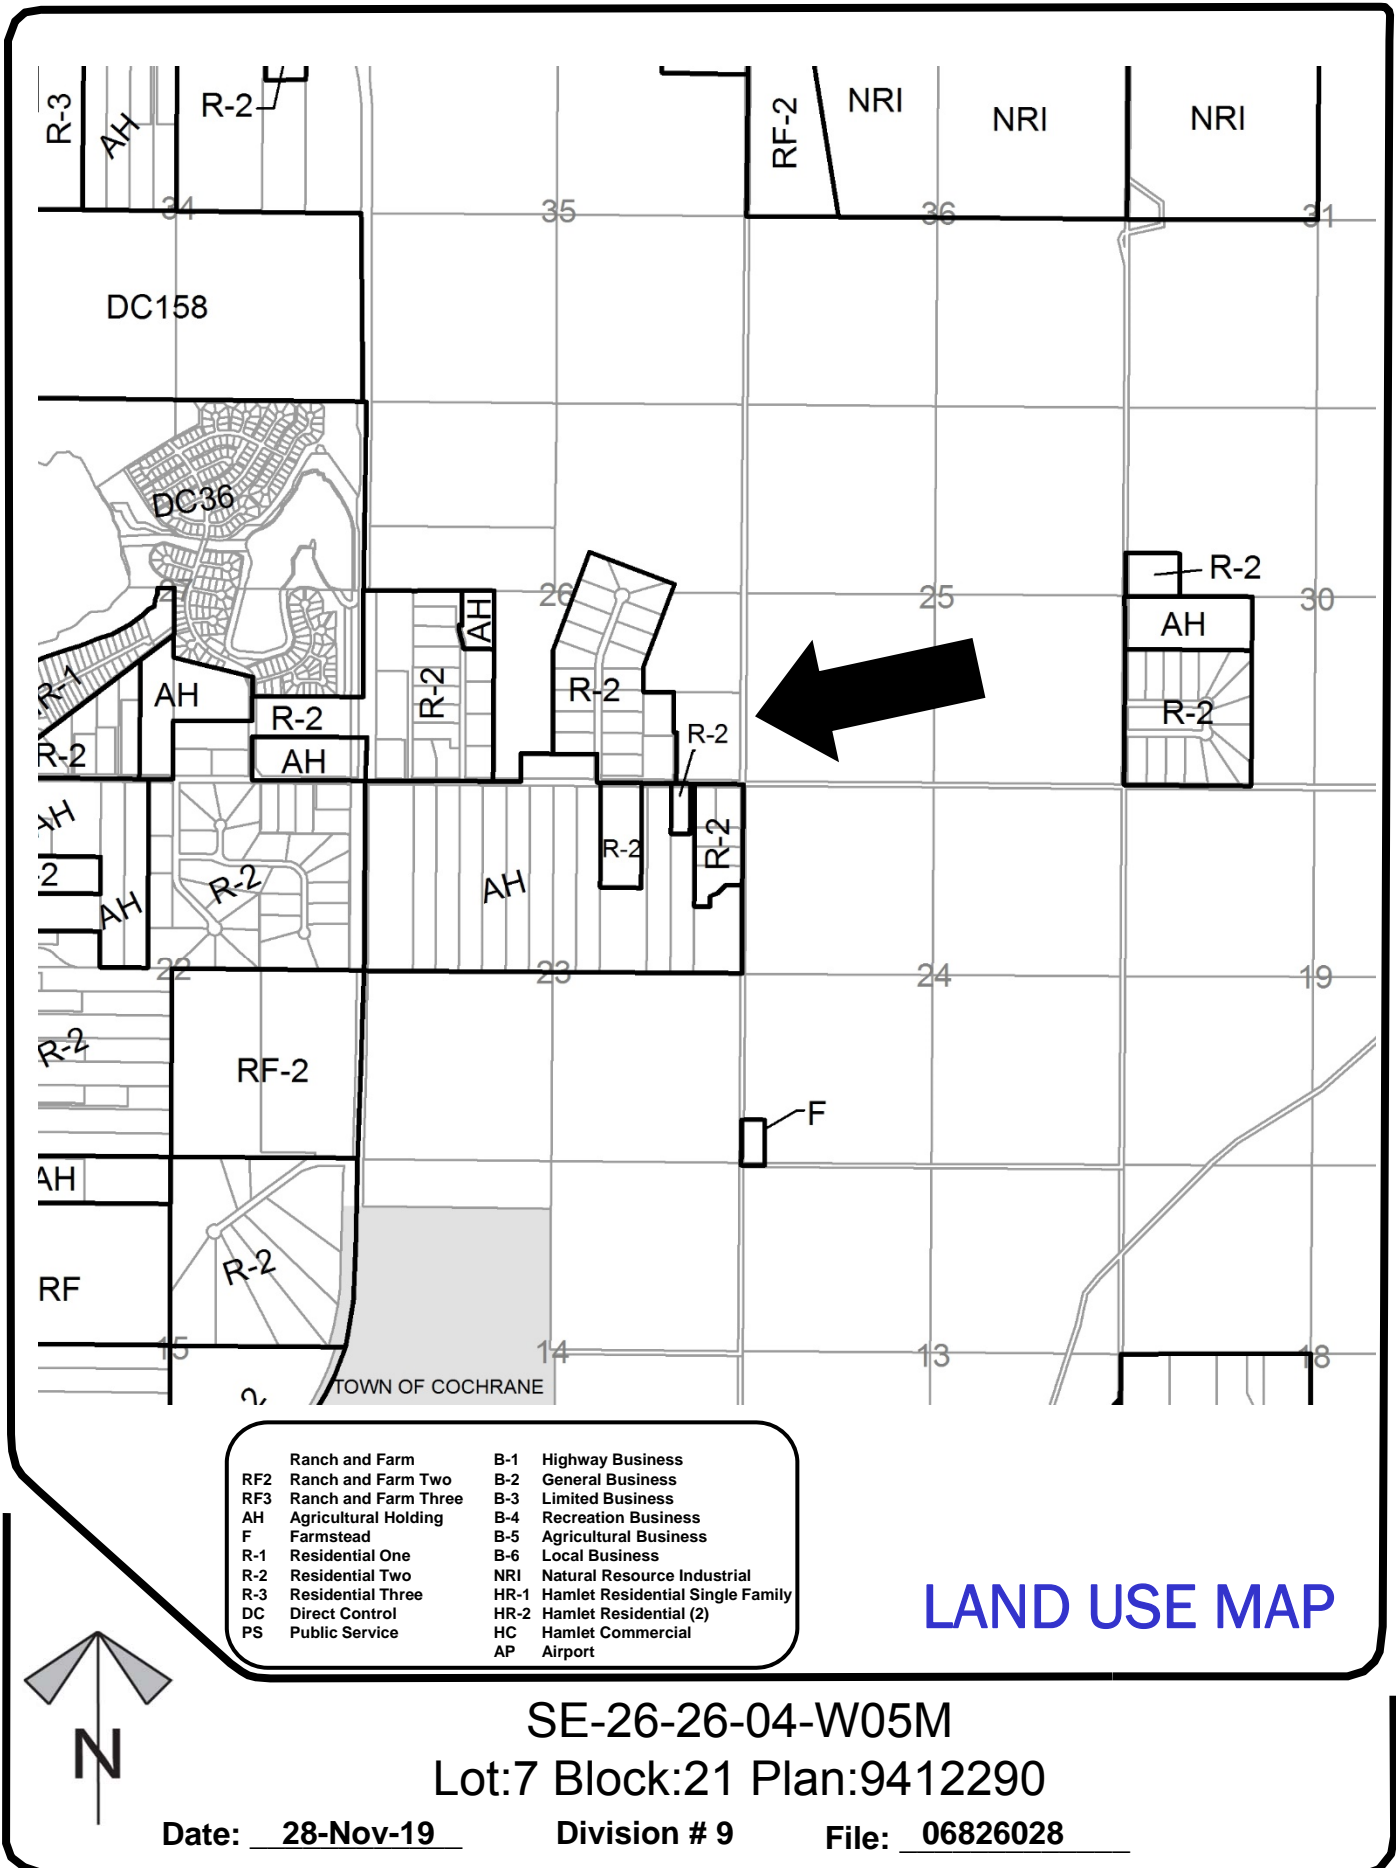 R-3
AH
R-2
RF-2
NRI
NRI
NRI
34
35
36
31
DC158
DC36
27
26
25
30
R-2
AH
R-2
AH
R-1
AH
R-2
R-2
R-2
R-2
AH
R-2
R-2
AH
AH
R-2
-2
AH
R-2
R-2
AH
22
23
24
19
R-2
RF-2
F
AH
R-2
RF
15
14
13
18
2
TOWN OF COCHRANE
Ranch and Farm
RF2 Ranch and Farm Two
RF3 Ranch and Farm Three
AH Agricultural Holding
F Farmstead
R-1 Residential One
R-2 Residential Two
R-3 Residential Three
DC Direct Control
PS Public Service
B-1 Highway Business
B-2 General Business
B-3 Limited Business
B-4 Recreation Business
B-5 Agricultural Business
B-6 Local Business
NRI Natural Resource Industrial
HR-1 Hamlet Residential Single Family
HR-2 Hamlet Residential (2)
HC Hamlet Commercial
AP Airport
LAND USE MAP
N
SE-26-26-04-W05M
Lot:7 Block:21 Plan:9412290
Date: 28-Nov-19 Division # 9 File: 06826028